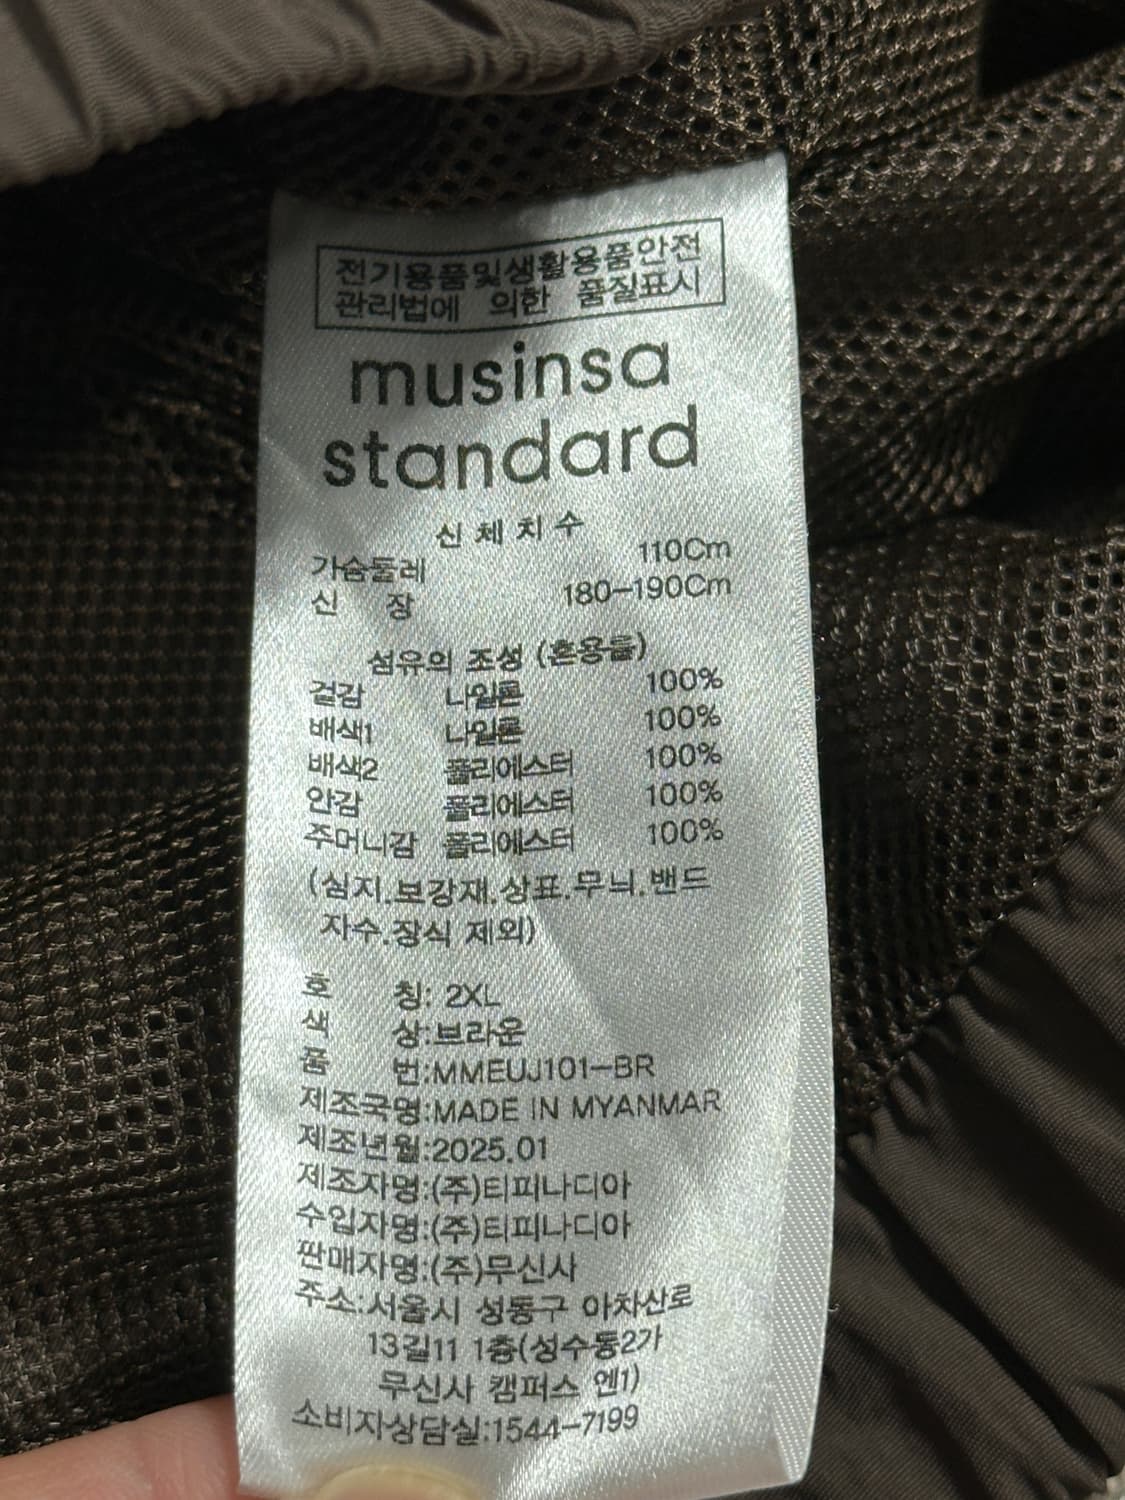 전기용품및생활용품안전
관리법에 의한 품질표시
musinsa
standard
신체치수
가슴둘레 110Cm
신 장 180-190Cm
섬유의 조성 (혼용률)
겉감 나일론 100%
배색1 나일론 100%
배색2 폴리에스터 100%
안감 폴리에스터 100%
주머니감 폴리에스터 100%
(심지.보강재.상표.무늬.밴드
자수.장식 제외)
호 칭: 2XL
색 상:브라운
품 번:MMEUJ101-BR
제조국명:MADE IN MYANMAR
제조년월:2025.01
제조자명:(주)티피나디아
수입자명:(주)티피나디아
판매자명:(주)무신사
주소:서울시 성동구 아차산로
13길11 1층(성수동2가
무신사 캠퍼스 엔1)
소비자상담실:1544-7199